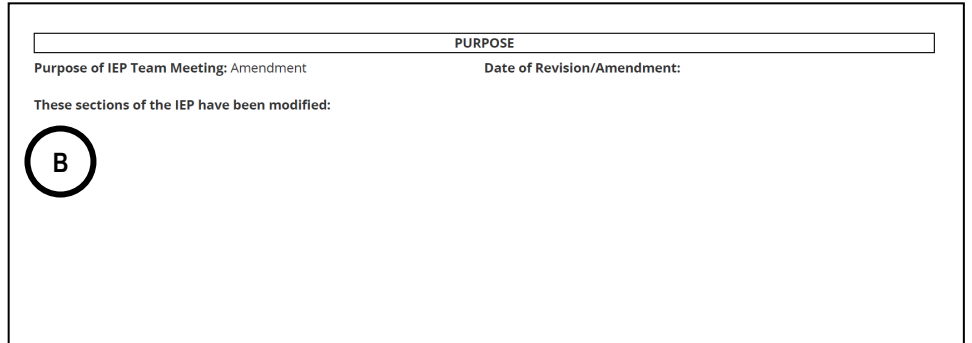 PURPOSE
Purpose of IEP Team Meeting: Amendment Date of Revision/Amendment:
These sections of the IEP have been modified:
B